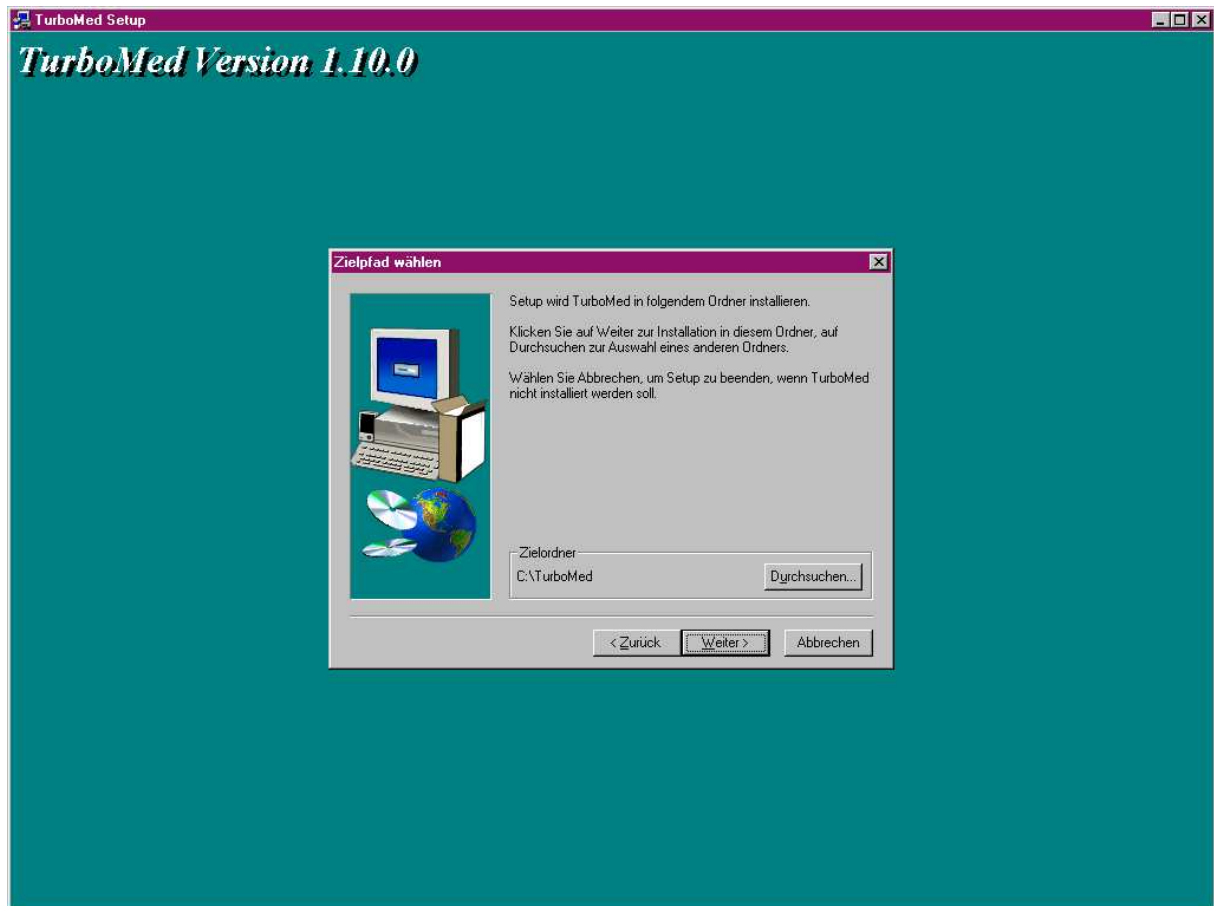 TurboMed Setup
TurboMed Version 1.10.0
Zielpfad wählen
Setup wird TurboMed in folgendem Ordner installieren.
Klicken Sie auf Weiter zur Installation in diesem Ordner, auf
Durchsuchen zur Auswahl eines anderen Ordners.
Wählen Sie Abbrechen, um Setup zu beenden, wenn TurboMed
nicht installiert werden soll.
Zielordner
C:\TurboMed
Durchsuchen...
< Zurück
Weiter >
Abbrechen